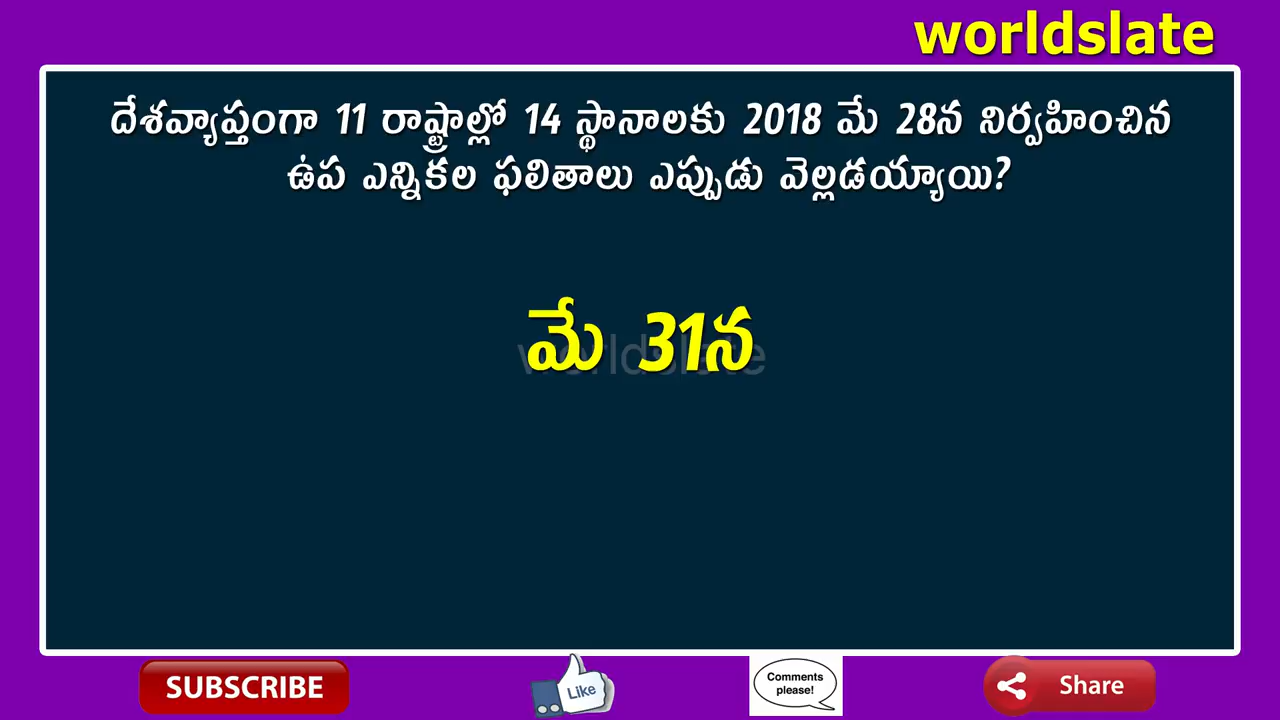 worldslate
దేశవ్యాప్తంగా 11 రాష్ట్రాల్లో 14 స్థానాలకు 2018 మే 28న నిర్వహించిన
ఉప ఎన్నికల ఫలితాలు ఎప్పుడు వెల్లడయ్యాయి?
మే 31న
worldslate
SUBSCRIBE
Like
Comments
please!
Share